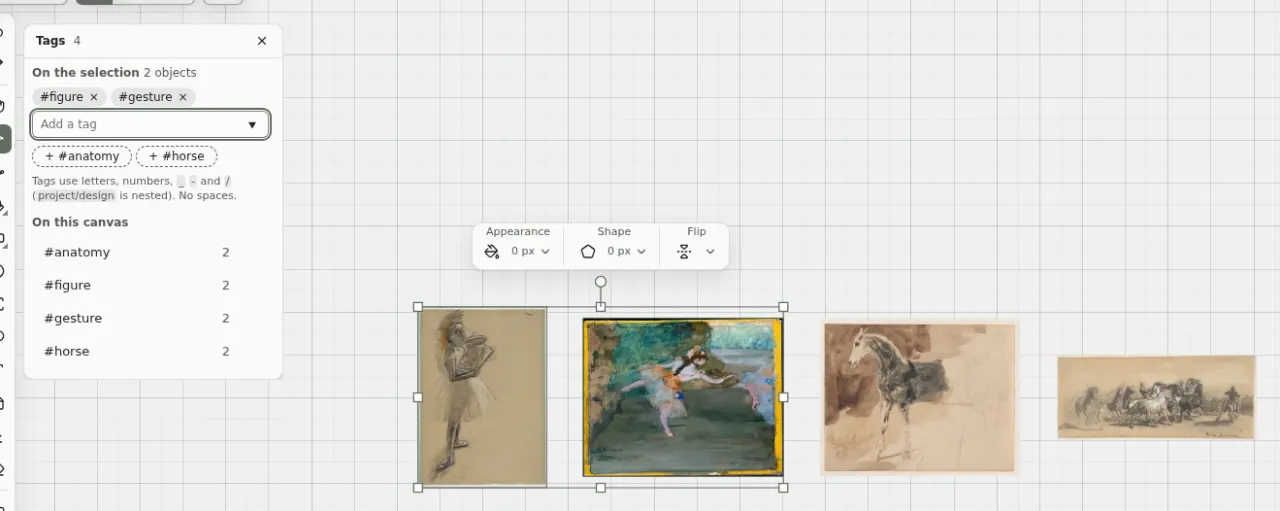 Tags 4
On the selection 2 objects
#figure × #gesture ×
Add a tag
+ #anatomy + #horse
Tags use letters, numbers, _ - and /
(project/design is nested). No spaces.
On this canvas
#anatomy 2
#figure 2
#gesture 2
#horse 2
Appearance Shape Flip
0 px 0 px